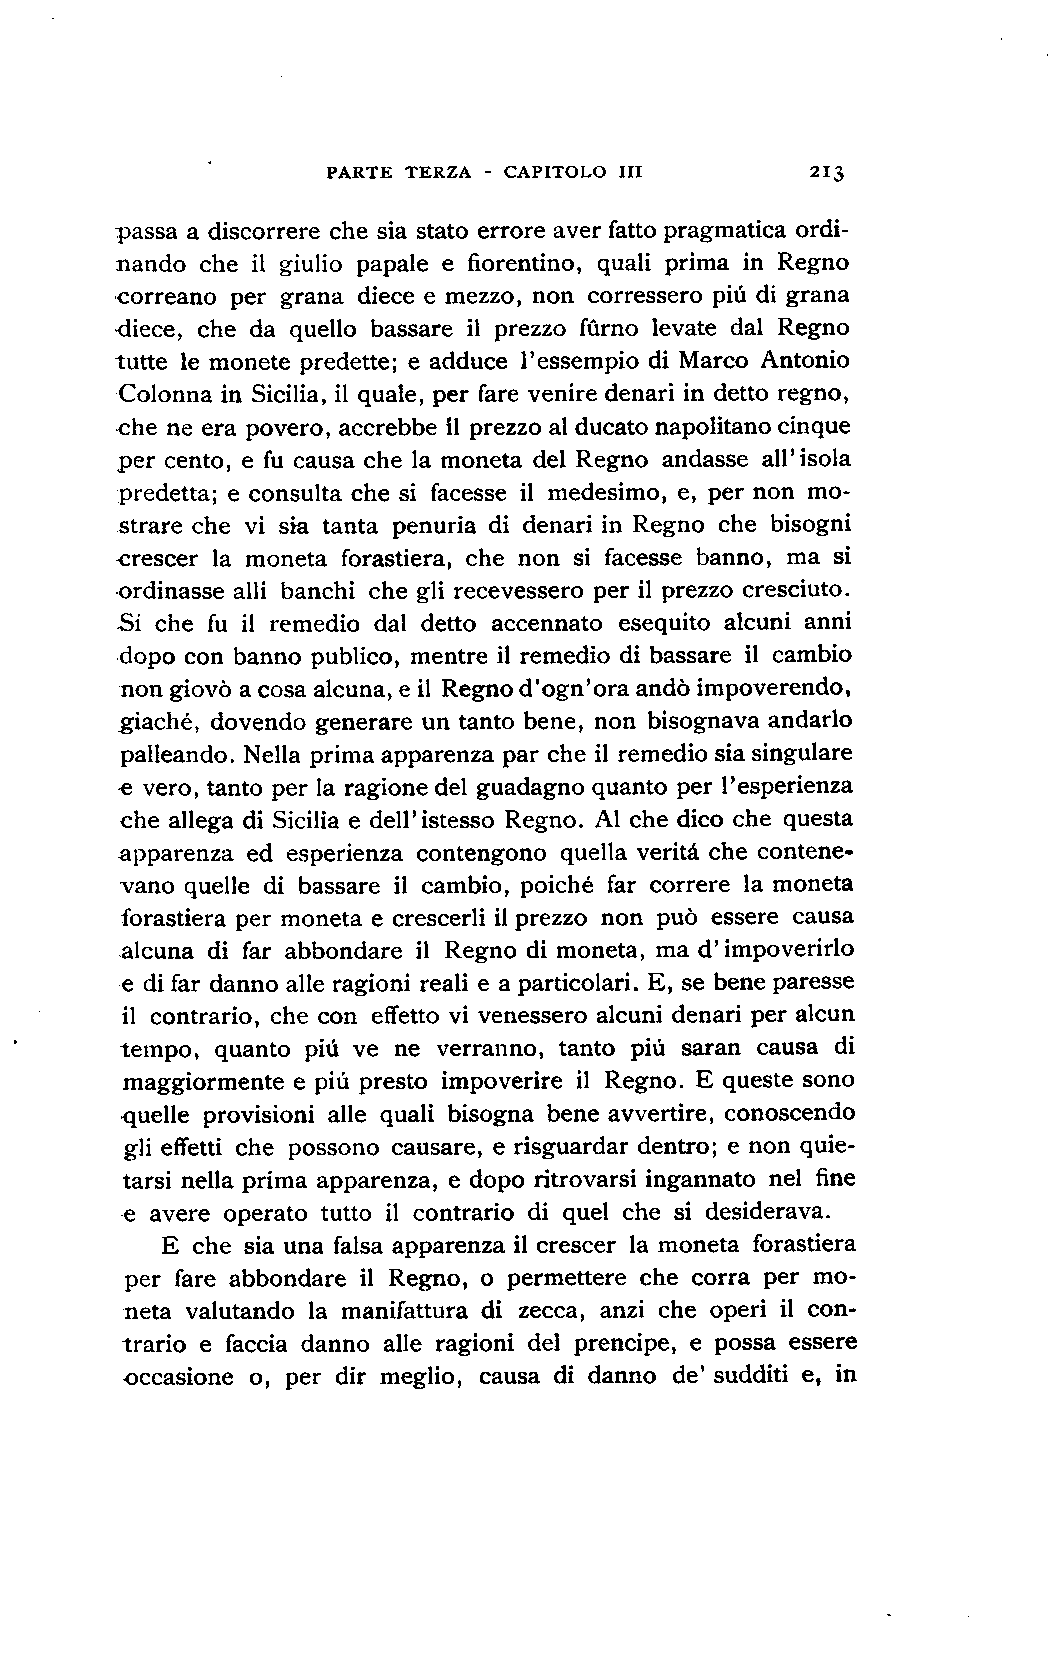 PARTE TERZA - CAPITOLO III 213
passa a discorrere che sia stato errore aver fatto pragmatica ordi-
nando che il giulio papale e fiorentino, quali prima in Regno
correano per grana diece e mezzo, non corressero piú di grana
diece, che da quello bassare il prezzo fûrno levate dal Regno
tutte le monete predette; e adduce l'essempio di Marco Antonio
Colonna in Sicilia, il quale, per fare venire denari in detto regno,
che ne era povero, accrebbe il prezzo al ducato napolitano cinque
per cento, e fu causa che la moneta del Regno andasse all'isola
predetta; e consulta che si facesse il medesimo, e, per non mo-
strare che vi sia tanta penuria di denari in Regno che bisogni
crescer la moneta forastiera, che non si facesse banno, ma si
ordinasse alli banchi che gli recevessero per il prezzo cresciuto.
Si che fu il remedio dal detto accennato esequito alcuni anni
dopo con banno publico, mentre il remedio di bassare il cambio
non giovò a cosa alcuna, e il Regno d'ogn'ora andò impoverendo,
giaché, dovendo generare un tanto bene, non bisognava andarlo
palleando. Nella prima apparenza par che il remedio sia singulare
e vero, tanto per la ragione del guadagno quanto per l'esperienza
che allega di Sicilia e dell'istesso Regno. Al che dico che questa
apparenza ed esperienza contengono quella veritá che contene-
vano quelle di bassare il cambio, poiché far correre la moneta
forastiera per moneta e crescerli il prezzo non può essere causa
alcuna di far abbondare il Regno di moneta, ma d'impoverirlo
e di far danno alle ragioni reali e a particolari. E, se bene paresse
il contrario, che con effetto vi venessero alcuni denari per alcun
tempo, quanto piú ve ne verranno, tanto piú saran causa di
maggiormente e piú presto impoverire il Regno. E queste sono
quelle provisioni alle quali bisogna bene avvertire, conoscendo
gli effetti che possono causare, e risguardar dentro; e non quie-
tarsi nella prima apparenza, e dopo ritrovarsi ingannato nel fine
e avere operato tutto il contrario di quel che si desiderava.
E che sia una falsa apparenza il crescer la moneta forastiera
per fare abbondare il Regno, o permettere che corra per mo-
neta valutando la manifattura di zecca, anzi che operi il con-
trario e faccia danno alle ragioni del prencipe, e possa essere
occasione o, per dir meglio, causa di danno de' sudditi e, in